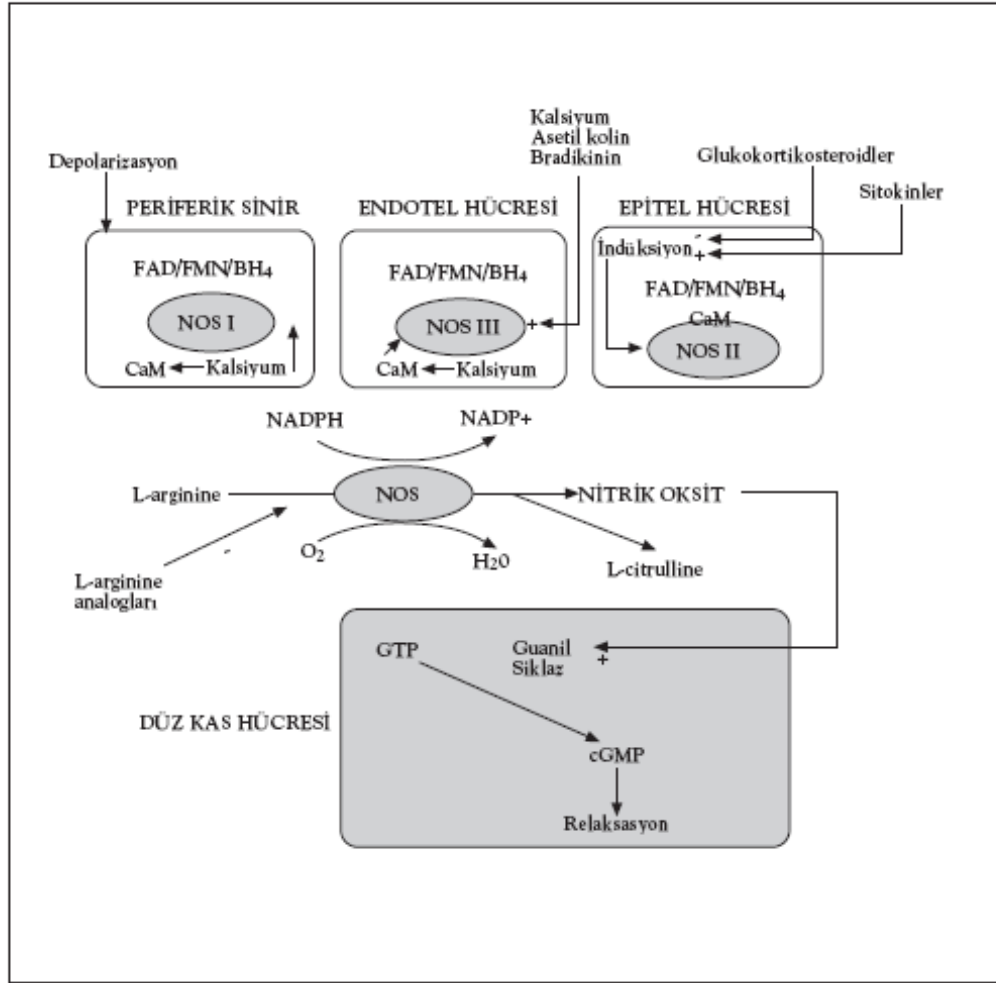 Kalsiyum
Asetil kolin
Bradikinin
Depolarizasyon
Glukokortikosteroidler
Sitokinler
PERİFERİK SİNİR
ENDOTEL HÜCRESİ
EPİTEL HÜCRESİ
FAD/FMN/BH4
NOS I
CaM
Kalsiyum
FAD/FMN/BH4
NOS III
+
CaM
Kalsiyum
İndüksiyon
-
+
FAD/FMN/BH4
CaM
NOS II
NADPH
NADP+
L-arginine
NOS
NİTRİK OKSİT
O2
H2O
L-citrulline
-
L-arginine
analogları
GTP
Guanil
Siklaz
+
DÜZ KAS HÜCRESİ
cGMP
Relaksasyon